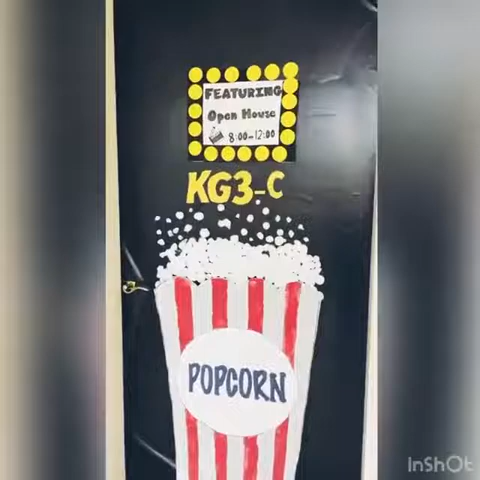 FEATURING
Open House
8:00-12:00
KG3-C
POPCORN
InShOt